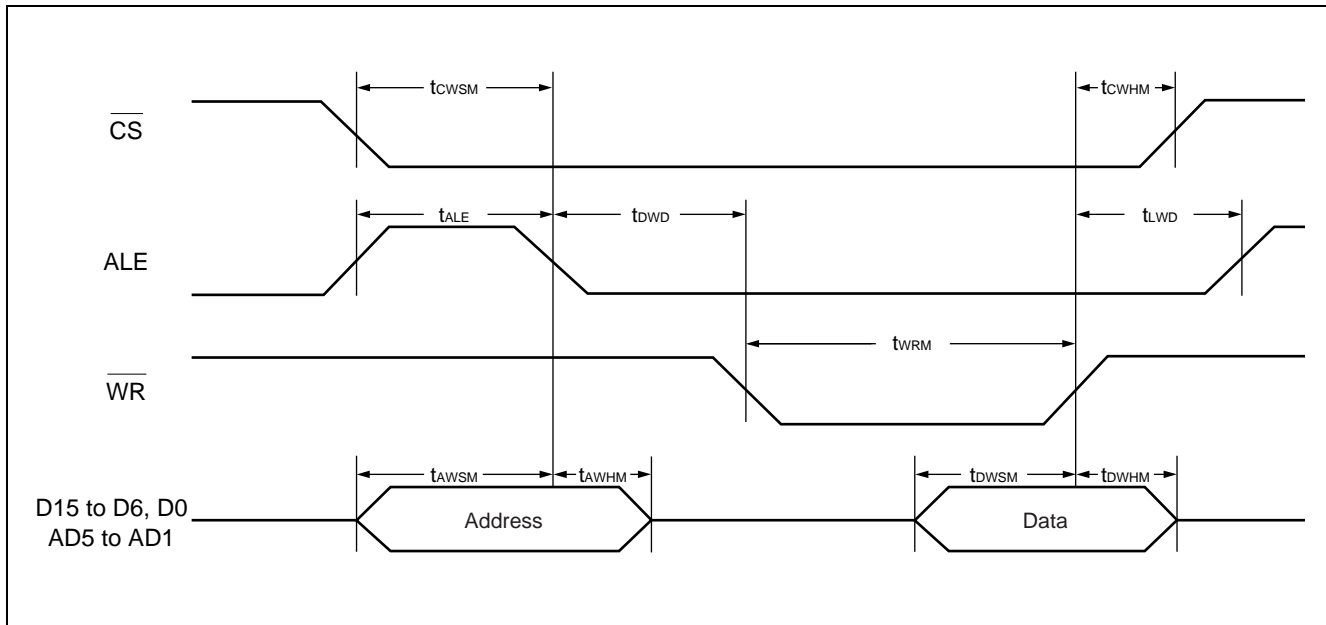 tCWSM
tCWHM
CS
tALE
tDWD
tLWD
ALE
tWRM
WR
tAWSM
tAWHM
tDWSM
tDWHM
D15 to D6, D0
AD5 to AD1
Address
Data